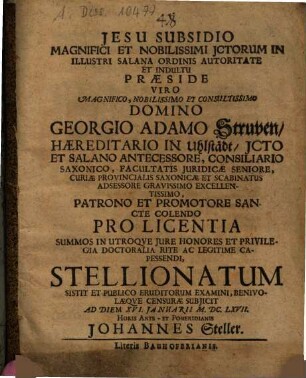 1. Diss. 10477
JESU SUBSIDIO
MAGNIFICI ET NOBILISSIMI JCTORUM IN
ILLUSTRI SALANA ORDINIS AUTORITATE
ET INDULTU
PRÆSIDE
VIRO
MAGNIFICO, NOBILISSIMO ET CONSULTISSIMO
DOMINO
GEORGIO ADAMO Struven/
HÆREDITARIO IN Uhlstädt/ JCTO
ET SALANO ANTECESSORE, CONSILIARIO
SAXONICO, FACULTATIS JURIDICÆ SENIORE,
CURIÆ PROVINCIALIS SAXONICÆ ET SCABINATUS
ADSESSORE GRAVISSIMO EXCELLEN-
TISSIMO,
PATRONO ET PROMOTORE SAN-
CTE COLENDO
PRO LICENTIA
SUMMOS IN UTROQVE JURE HONORES ET PRIVILE-
GIA DOCTORALIA RITE AC LEGITIME CA-
PESSENDI,
STELLIONATUM
SISTIT ET PUBLICO ERUDITORUM EXAMINI, BENIVO-
LÆQVE CENSURÆ SUBJICIT
AD DIEM XVI. JANUARII M. DC. LXVII.
HORIS ANTE- ET POMERIDIANIS
JOHANNES Steller.
Literis BAUHOFERIANIS.